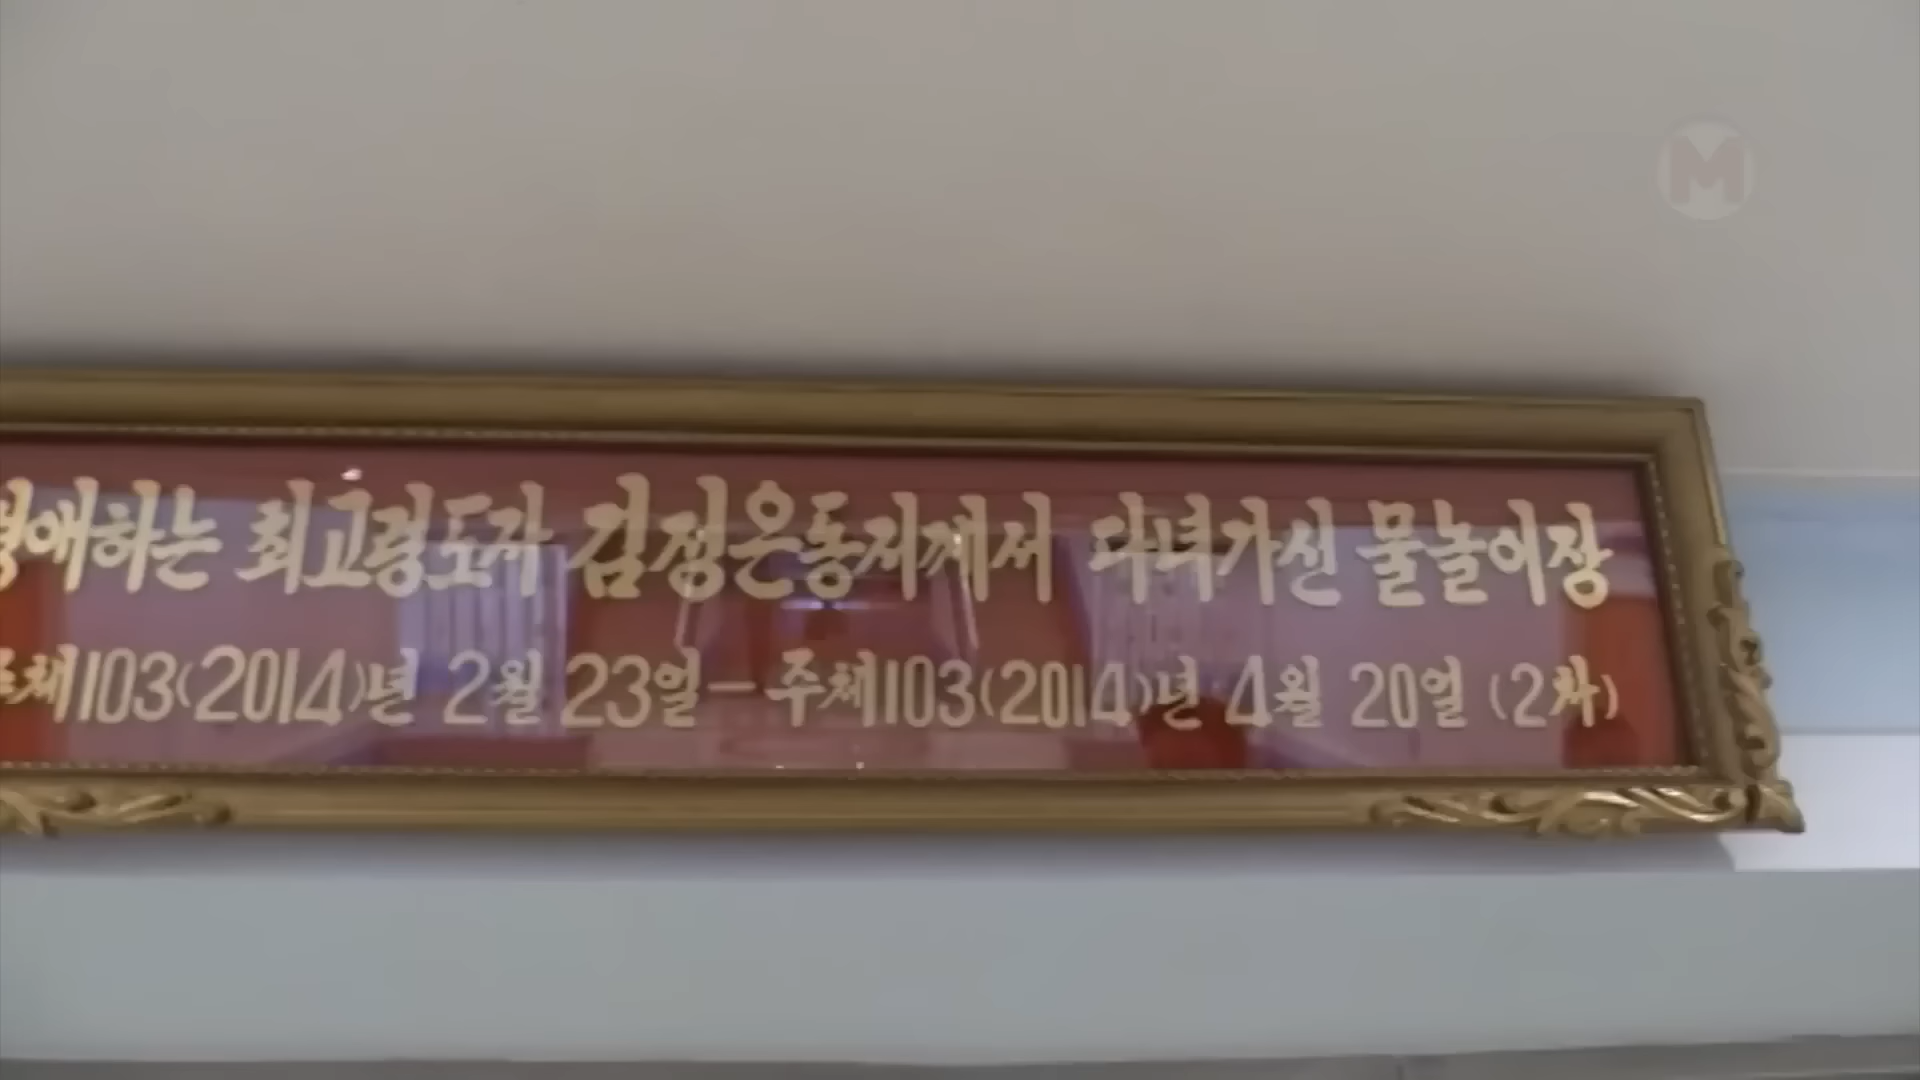 경애하는 최고령도자 김정은동지께서 다녀가신 물놀이장
주체103(2014)년 2월 23일 – 주체103(2014)년 4월 20일 (2차)
M